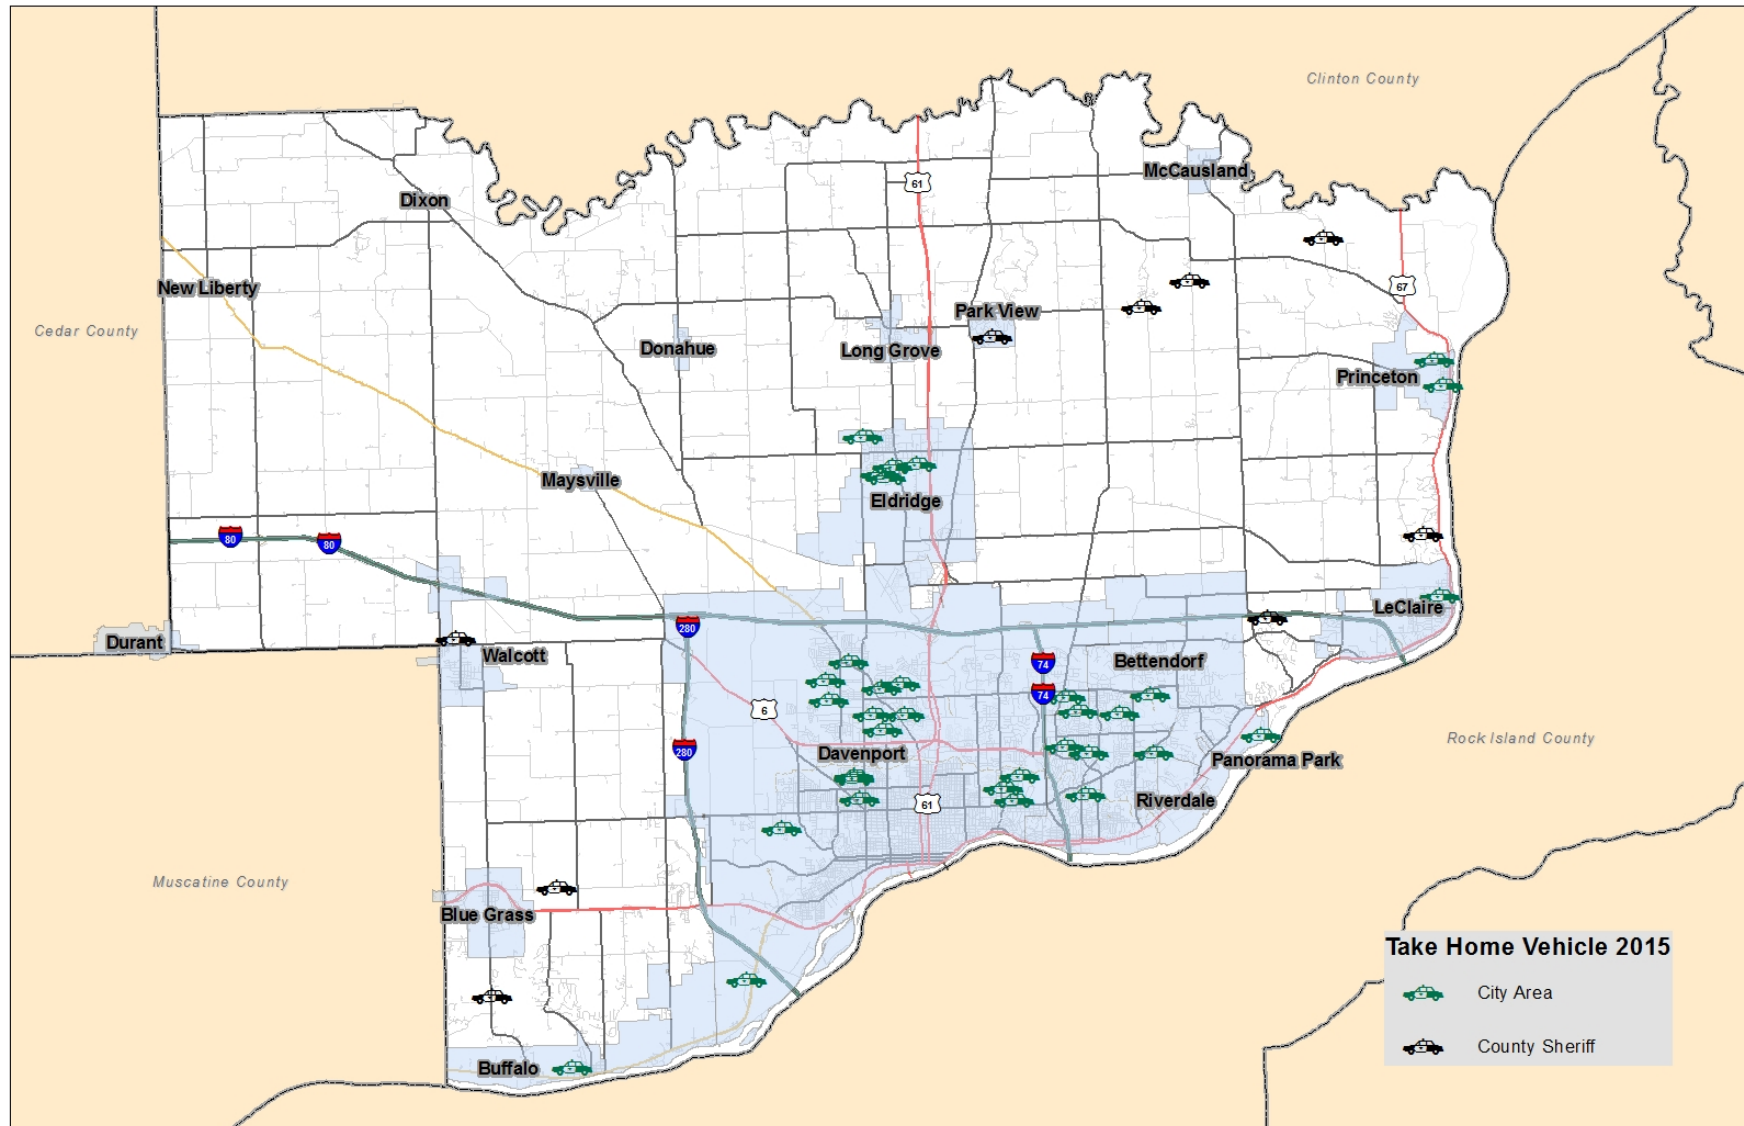 Clinton County
McCausland
61
Dixon
New Liberty
67
Park View
Cedar County
Donahue
Long Grove
Princeton
Maysville
Eldridge
80
80
LeClaire
280
Durant
Walcott
74
Bettendorf
74
6
Rock Island County
280
Davenport
Panorama Park
61
Riverdale
Muscatine County
Blue Grass
Take Home Vehicle 2015
City Area
County Sheriff
Buffalo